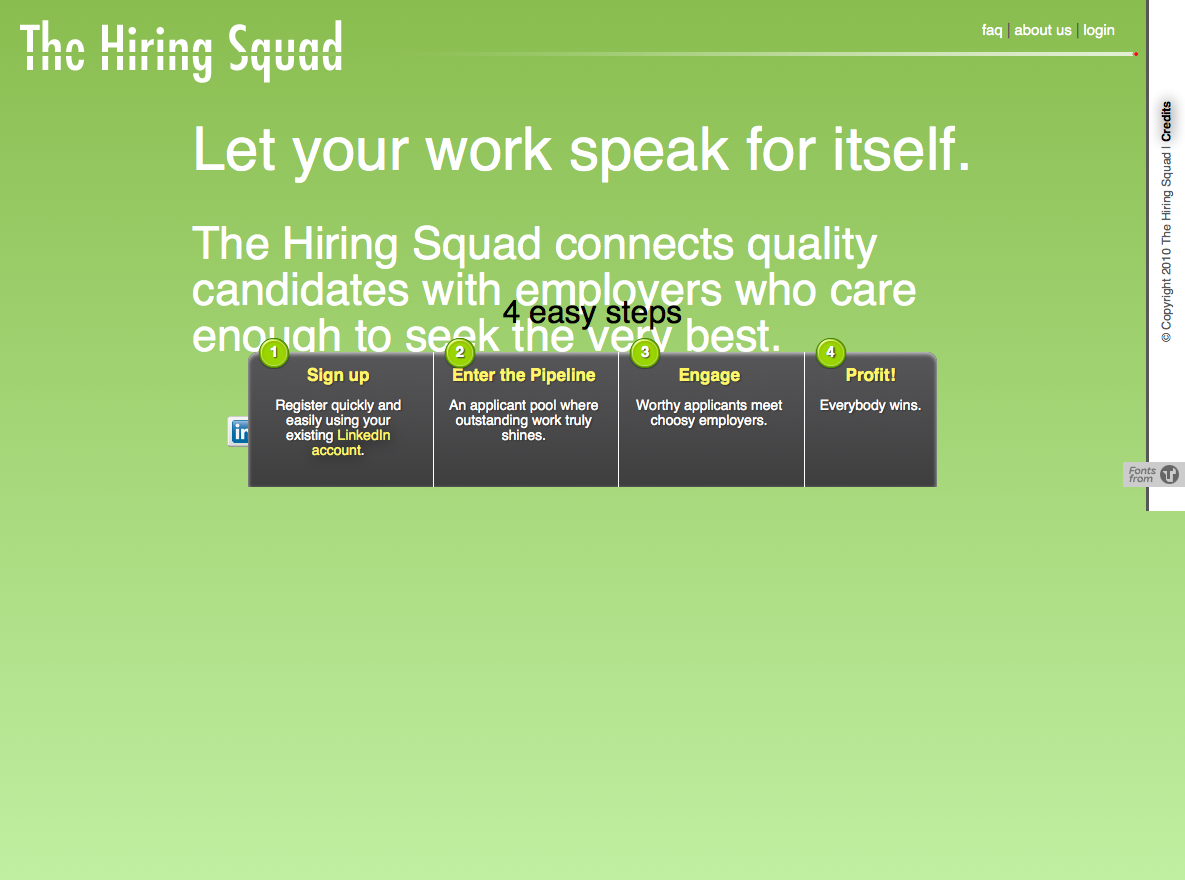 The Hiring Squad
faq | about us | login
Let your work speak for itself.
The Hiring Squad connects quality
candidates with employers who care
enough to seek the very best.
4 easy steps
1
Sign up
Register quickly and
easily using your
existing LinkedIn
account.
2
Enter the Pipeline
An applicant pool where
outstanding work truly
shines.
3
Engage
Worthy applicants meet
choosy employers.
4
Profit!
Everybody wins.
in
© Copyright 2010 The Hiring Squad | Credits
Fonts
from